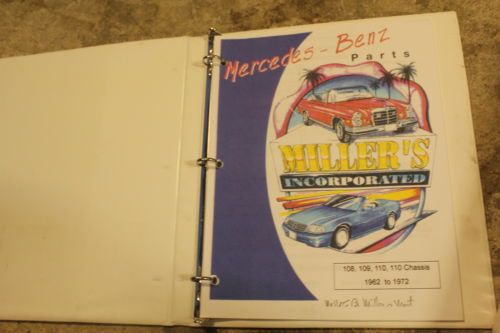 Mercedes-Benz
Parts
MILLER'S
INCORPORATED
108, 109, 110, 110 Chassis
1962 to 1972